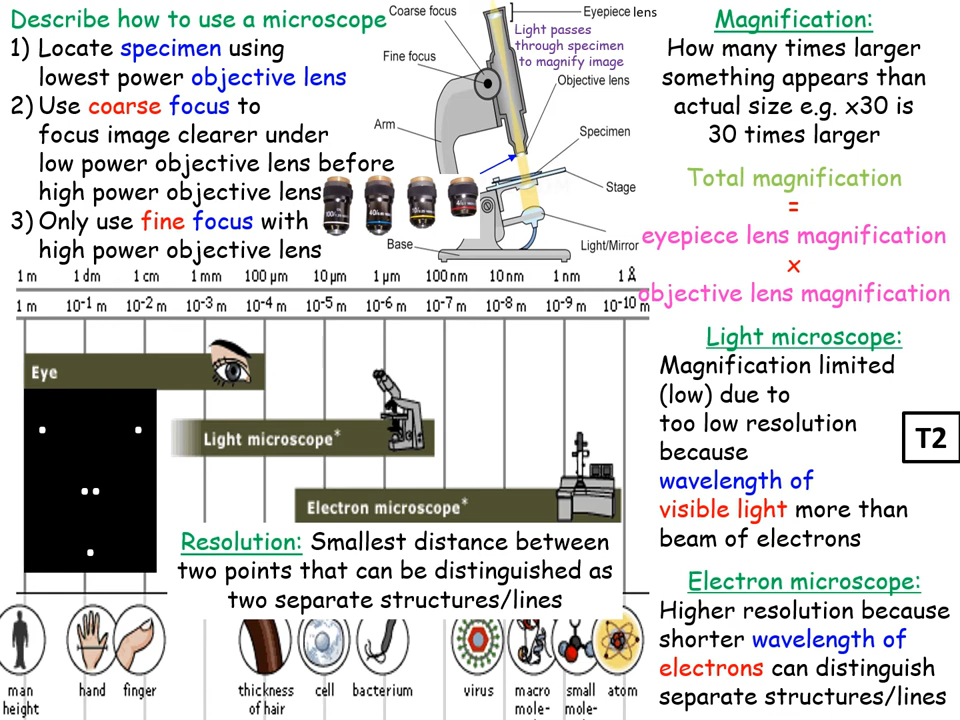 Describe how to use a microscope
1) Locate specimen using
lowest power objective lens
2) Use coarse focus to
focus image clearer under
low power objective lens before
high power objective lens
3) Only use fine focus with
high power objective lens
Coarse focus
Eyepiece lens
Light passes
through specimen
to magnify image
Fine focus
Objective lens
Arm
Specimen
Stage
Base
Light/Mirror
Magnification:
How many times larger
something appears than
actual size e.g. x30 is
30 times larger
Total magnification
=
eyepiece lens magnification
x
objective lens magnification
1 m 1 dm 1 cm 1 mm 100 µm 10 µm 1 µm 100 nm 10 nm 1 nm 1 Å
1 m 10⁻¹ m 10⁻² m 10⁻³ m 10⁻⁴ m 10⁻⁵ m 10⁻⁶ m 10⁻⁷ m 10⁻⁸ m 10⁻⁹ m 10⁻¹⁰ m
Eye
Light microscope*
Electron microscope*
Resolution: Smallest distance between
two points that can be distinguished as
two separate structures/lines
Light microscope:
Magnification limited
(low) due to
too low resolution
because
wavelength of
visible light more than
beam of electrons
T2
Electron microscope:
Higher resolution because
shorter wavelength of
electrons can distinguish
separate structures/lines
man
height
hand
finger
thickness
of hair
cell
bacterium
virus
macro
mole-
small
mole-
atom